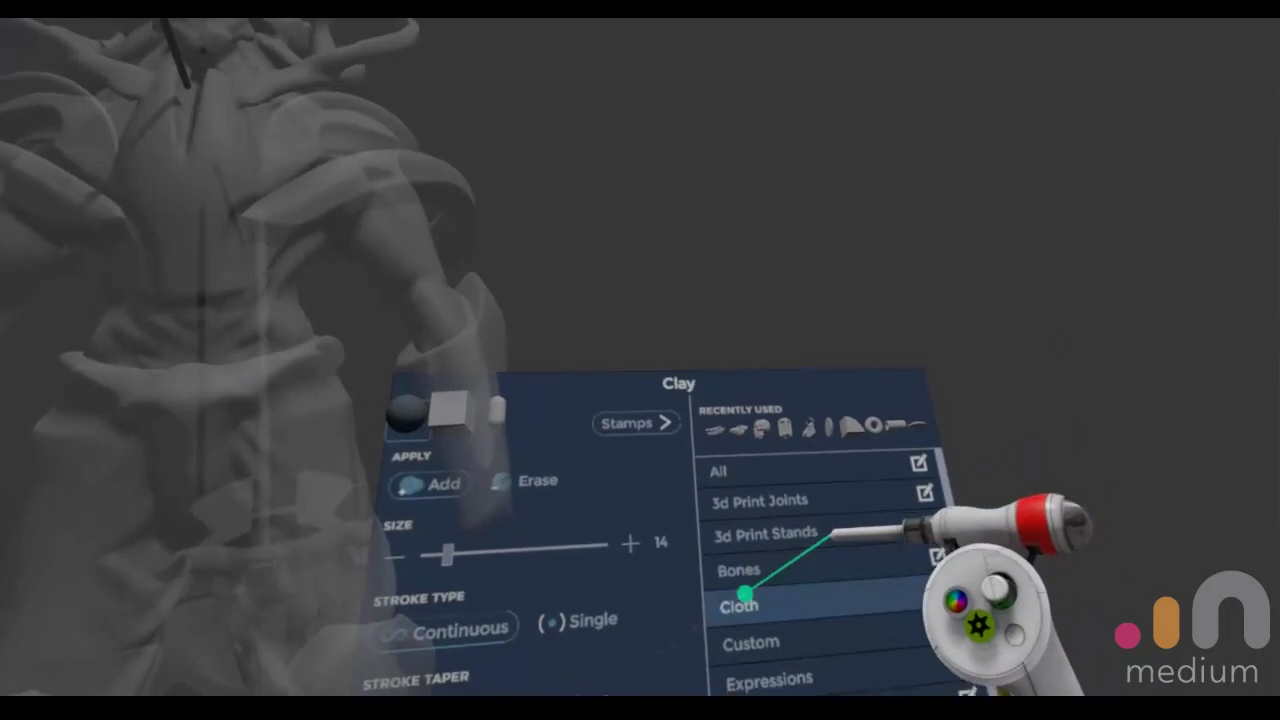 Clay
Stamps
APPLY
Add
Erase
SIZE
14
STROKE TYPE
Continuous
Single
STROKE TAPER
RECENTLY USED
All
3d Print Joints
3d Print Stands
Bones
Cloth
Custom
Expressions
medium